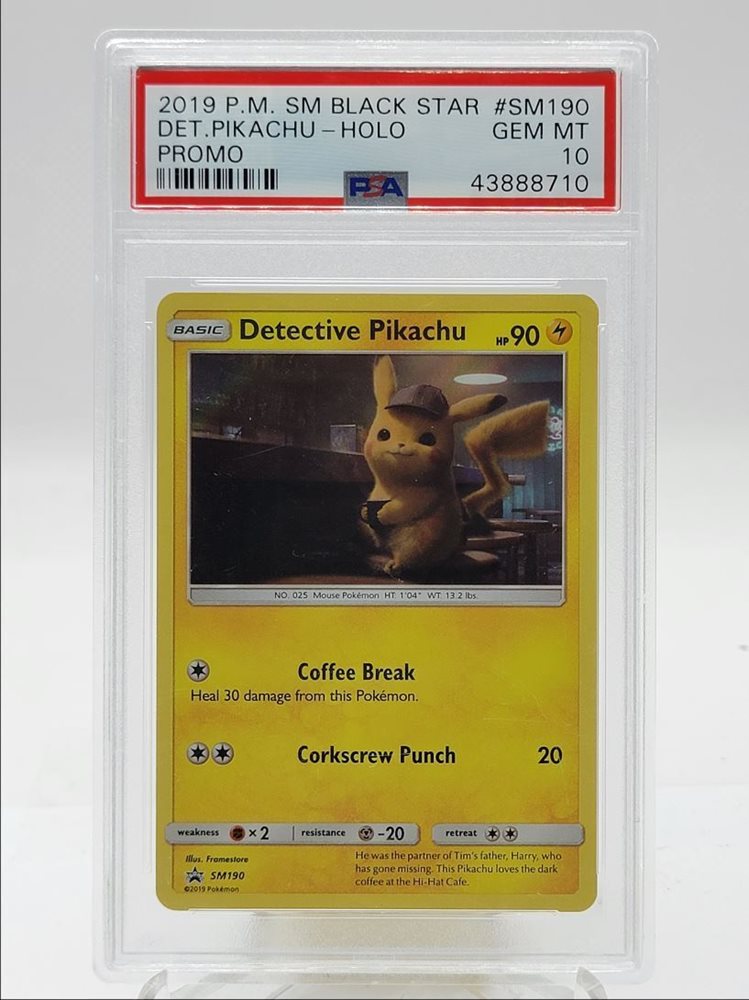 2019 P.M. SM BLACK STAR #SM190
DET.PIKACHU - HOLO GEM MT
PROMO 10
PSA 43888710
BASIC Detective Pikachu HP 90
NO. 025 Mouse Pokémon HT: 1'04" WT: 13.2 lbs.
Coffee Break
Heal 30 damage from this Pokémon.
Corkscrew Punch 20
weakness ×2 resistance -20 retreat
Illus. Framestore
SM190
©2019 Pokémon
He was the partner of Tim's father, Harry, who
has gone missing. This Pikachu loves the dark
coffee at the Hi-Hat Cafe.